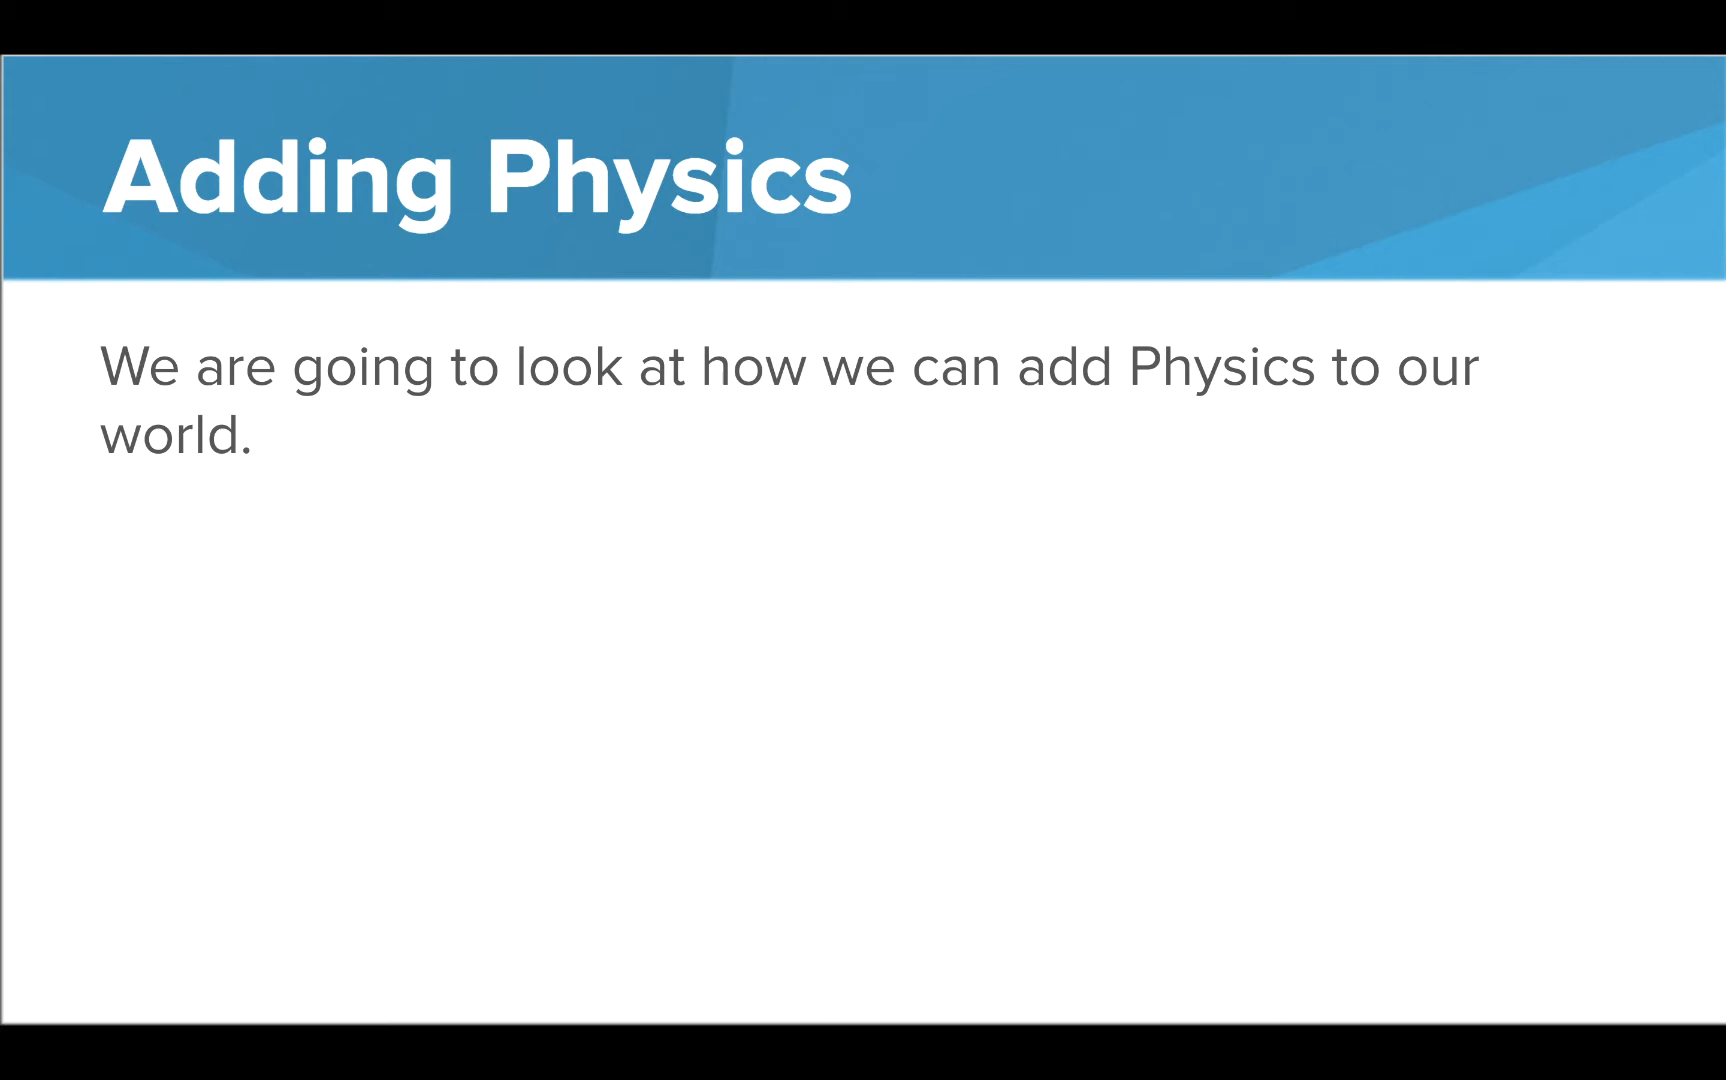 Adding Physics
We are going to look at how we can add Physics to our
world.